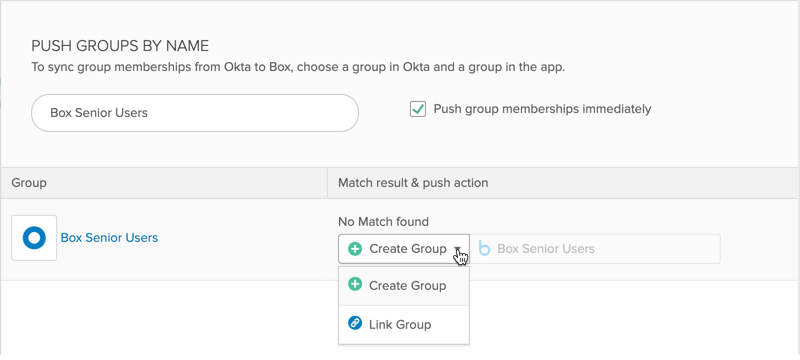 PUSH GROUPS BY NAME
To sync group memberships from Okta to Box, choose a group in Okta and a group in the app.
Box Senior Users
Push group memberships immediately
Group
Match result & push action
No Match found
Box Senior Users
Create Group
b Box Senior Users
Create Group
Link Group